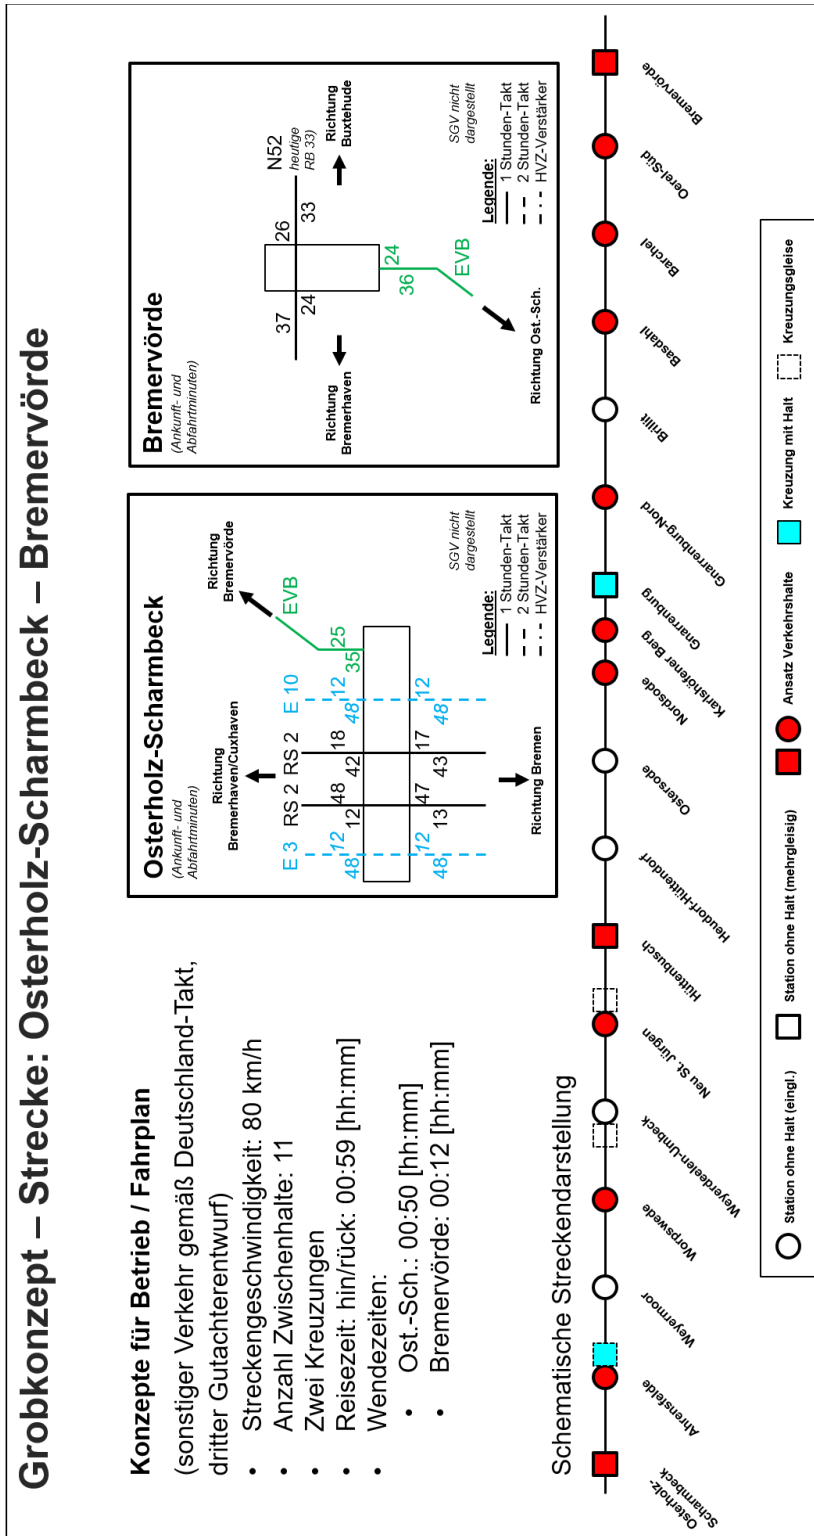 Grobkonzept – Strecke: Osterholz-Scharmbeck – Bremervörde
Konzepte für Betrieb / Fahrplan
(sonstiger Verkehr gemäß Deutschland-Takt,
dritter Gutachterentwurf)
• Streckengeschwindigkeit: 80 km/h
• Anzahl Zwischenhalte: 11
• Zwei Kreuzungen
• Reisezeit: hin/rück: 00:59 [hh:mm]
• Wendezeiten:
• Ost.-Sch.: 00:50 [hh:mm]
• Bremervörde: 00:12 [hh:mm]
Osterholz-Scharmbeck
(Ankunft- und
Abfahrtminuten)
Richtung
Bremerhaven/Cuxhaven
Richtung
Bremervörde
E 3
RS 2
RS 2
E 10
EVB
48 12
12 48
42 18
48 12
35 25
48 12
13 47
43 17
48 12
Richtung Bremen
SGV nicht
dargestellt
Legende:
1 Stunden-Takt
2 Stunden-Takt
HVZ-Verstärker
Bremervörde
(Ankunft- und
Abfahrtminuten)
N52
heutige
RB 33)
37
24
26
33
Richtung
Bremerhaven
Richtung
Buxtehude
36 24
EVB
Richtung Ost.-Sch.
SGV nicht
dargestellt
Legende:
1 Stunden-Takt
2 Stunden-Takt
HVZ-Verstärker
Schematische Streckendarstellung
Osterholz-
Scharmbeck
Ahrensfelde
Weyermoor
Worpswede
Weyerdeelen-Umbeck
Neu St. Jürgen
Hüttenbusch
Heudorf-Hüttendorf
Ostersode
Nordsode
Karlshöfener Berg
Gnarrenburg
Gnarrenburg-Nord
Brillit
Basdahl
Barchel
Oerel-Süd
Bremervörde
Station ohne Halt (eingl.)
Station ohne Halt (mehrgleisig)
Ansatz Verkehrshalte
Kreuzung mit Halt
Kreuzungsgleise